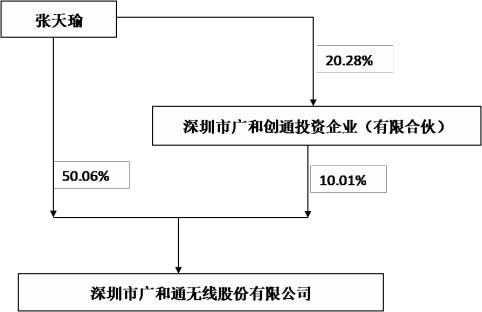 张天瑜
20.28%
深圳市广和创通投资企业（有限合伙）
50.06%
10.01%
深圳市广和通无线股份有限公司